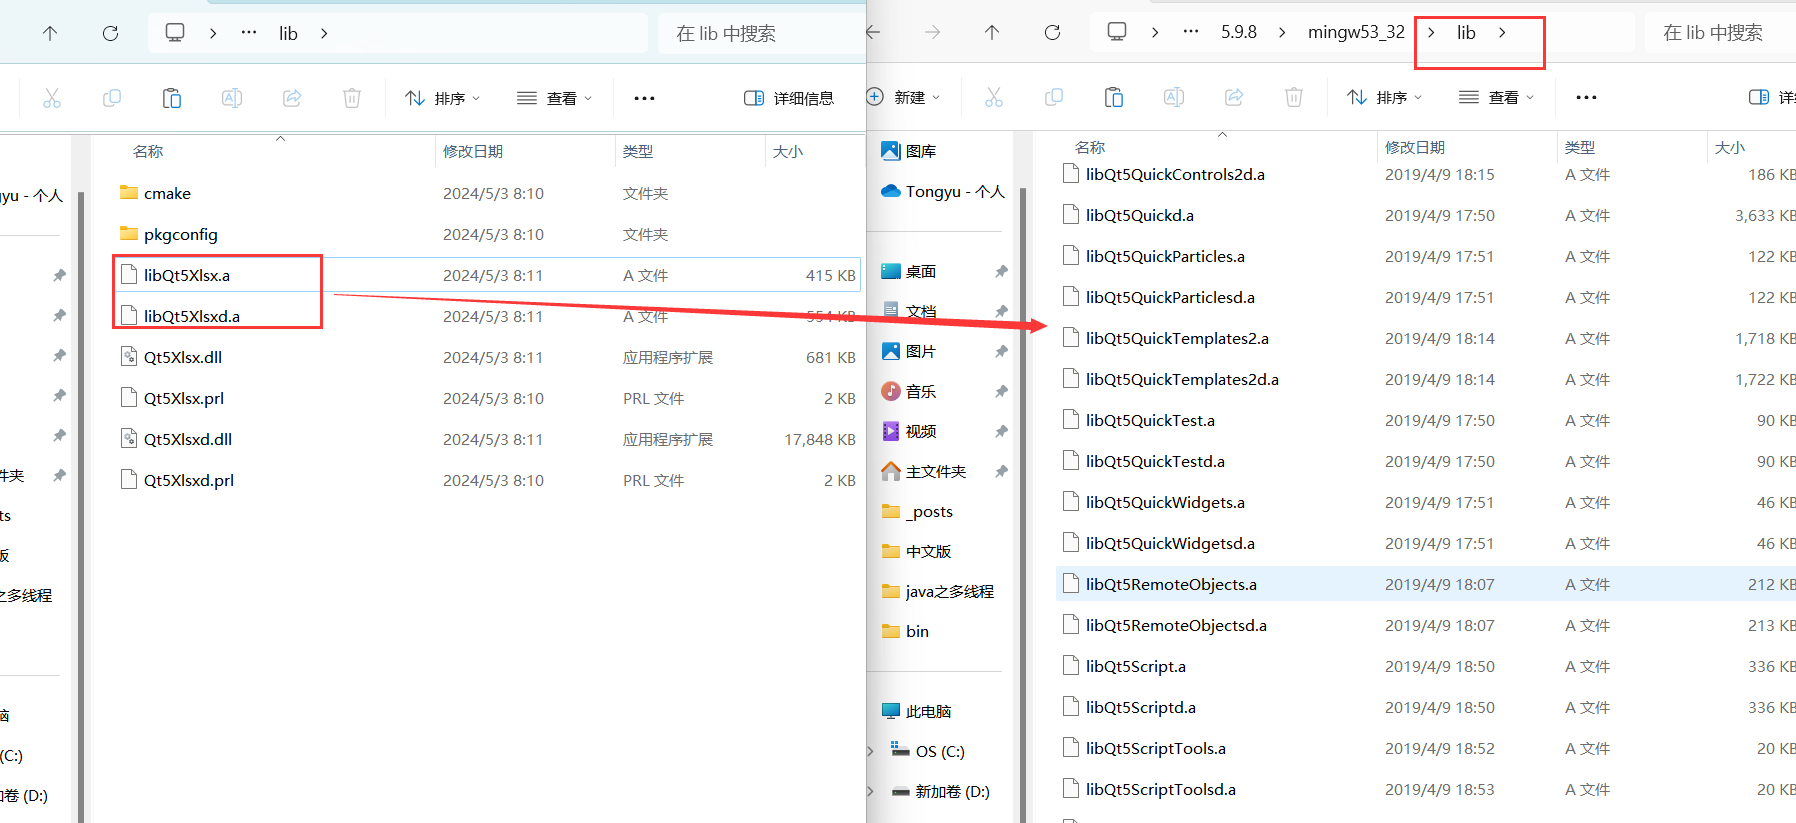 lib
在 lib 中搜索
排序
查看
详细信息
名称 修改日期 类型 大小
cmake 2024/5/3 8:10 文件夹
pkgconfig 2024/5/3 8:10 文件夹
libQt5Xlsx.a 2024/5/3 8:11 A 文件 415 KB
libQt5Xlsxd.a 2024/5/3 8:11 A 文件 554 KB
Qt5Xlsx.dll 2024/5/3 8:11 应用程序扩展 681 KB
Qt5Xlsx.prl 2024/5/3 8:10 PRL 文件 2 KB
Qt5Xlsxd.dll 2024/5/3 8:11 应用程序扩展 17,848 KB
Qt5Xlsxd.prl 2024/5/3 8:10 PRL 文件 2 KB
yu - 个人
件夹
ts
版
之多线程
脑
(C:)
加卷 (D:)
5.9.8 mingw53_32 lib
在 lib 中搜索
新建
排序
查看
详细
图库
Tongyu - 个人
桌面
文档
图片
音乐
视频
主文件夹
_posts
中文版
java之多线程
bin
此电脑
OS (C:)
新加卷 (D:)
名称 修改日期 类型 大小
libQt5QuickControls2d.a 2019/4/9 18:15 A 文件 186 KB
libQt5Quickd.a 2019/4/9 17:50 A 文件 3,633 KB
libQt5QuickParticles.a 2019/4/9 17:51 A 文件 122 KB
libQt5QuickParticlesd.a 2019/4/9 17:51 A 文件 122 KB
libQt5QuickTemplates2.a 2019/4/9 18:14 A 文件 1,718 KB
libQt5QuickTemplates2d.a 2019/4/9 18:14 A 文件 1,722 KB
libQt5QuickTest.a 2019/4/9 17:50 A 文件 90 KB
libQt5QuickTestd.a 2019/4/9 17:50 A 文件 90 KB
libQt5QuickWidgets.a 2019/4/9 17:51 A 文件 46 KB
libQt5QuickWidgetsd.a 2019/4/9 17:51 A 文件 46 KB
libQt5RemoteObjects.a 2019/4/9 18:07 A 文件 212 KB
libQt5RemoteObjectsd.a 2019/4/9 18:07 A 文件 213 KB
libQt5Script.a 2019/4/9 18:50 A 文件 336 KB
libQt5Scriptd.a 2019/4/9 18:50 A 文件 336 KB
libQt5ScriptTools.a 2019/4/9 18:52 A 文件 20 KB
libQt5ScriptToolsd.a 2019/4/9 18:53 A 文件 20 KB